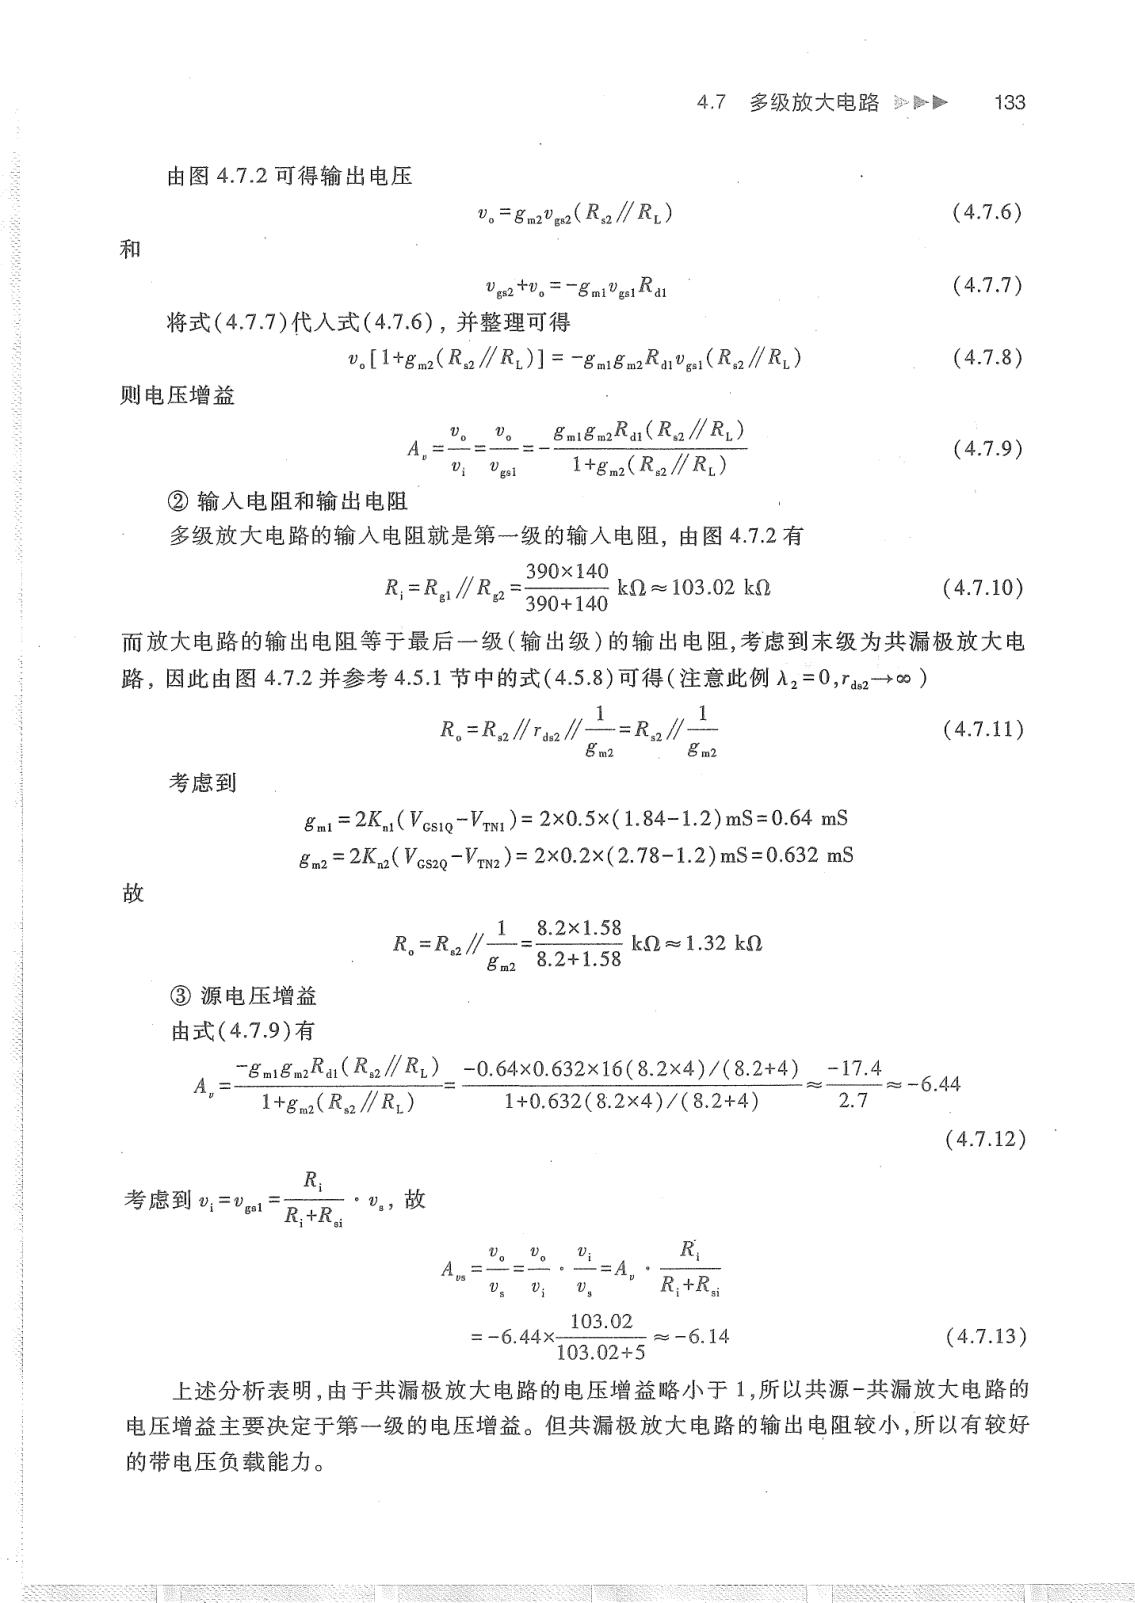 4.7 多级放大电路 133
由图 4.7.2 可得输出电压
v_o = g_m2 v_gs2 (R_s2 // R_L) (4.7.6)
和
v_gs2 + v_o = -g_m1 v_gs1 R_d1 (4.7.7)
将式(4.7.7)代入式(4.7.6)，并整理可得
v_o [1+g_m2 (R_s2 // R_L)] = -g_m1 g_m2 R_d1 v_gs1 (R_s2 // R_L) (4.7.8)
则电压增益
A_v = v_o/v_i = v_o/v_gs1 = - g_m1 g_m2 R_d1 (R_s2 // R_L) / 1+g_m2 (R_s2 // R_L) (4.7.9)
② 输入电阻和输出电阻
多级放大电路的输入电阻就是第一级的输入电阻，由图 4.7.2 有
R_i = R_g1 // R_g2 = 390×140 / 390+140 kΩ ≈ 103.02 kΩ (4.7.10)
而放大电路的输出电阻等于最后一级(输出级)的输出电阻,考虑到末级为共漏极放大电
路，因此由图 4.7.2 并参考 4.5.1 节中的式(4.5.8)可得(注意此例 λ_2=0,r_ds2→∞)
R_o = R_s2 // r_ds2 // 1/g_m2 = R_s2 // 1/g_m2 (4.7.11)
考虑到
g_m1 = 2K_n1 (V_GS1Q - V_TN1) = 2×0.5×(1.84-1.2) mS = 0.64 mS
g_m2 = 2K_n2 (V_GS2Q - V_TN2) = 2×0.2×(2.78-1.2) mS = 0.632 mS
故
R_o = R_s2 // 1/g_m2 = 8.2×1.58 / 8.2+1.58 kΩ ≈ 1.32 kΩ
③ 源电压增益
由式(4.7.9)有
A_v = -g_m1 g_m2 R_d1 (R_s2 // R_L) / 1+g_m2 (R_s2 // R_L) = -0.64×0.632×16(8.2×4)/(8.2+4) / 1+0.632(8.2×4)/(8.2+4) ≈ -17.4/2.7 ≈ -6.44
(4.7.12)
考虑到 v_i = v_gs1 = R_i / R_i+R_si · v_s，故
A_vs = v_o/v_s = v_o/v_i · v_i/v_s = A_v · R_i / R_i+R_si
= -6.44× 103.02 / 103.02+5 ≈ -6.14 (4.7.13)
上述分析表明,由于共漏极放大电路的电压增益略小于 1,所以共源-共漏放大电路的
电压增益主要决定于第一级的电压增益。但共漏极放大电路的输出电阻较小,所以有较好
的带电压负载能力。